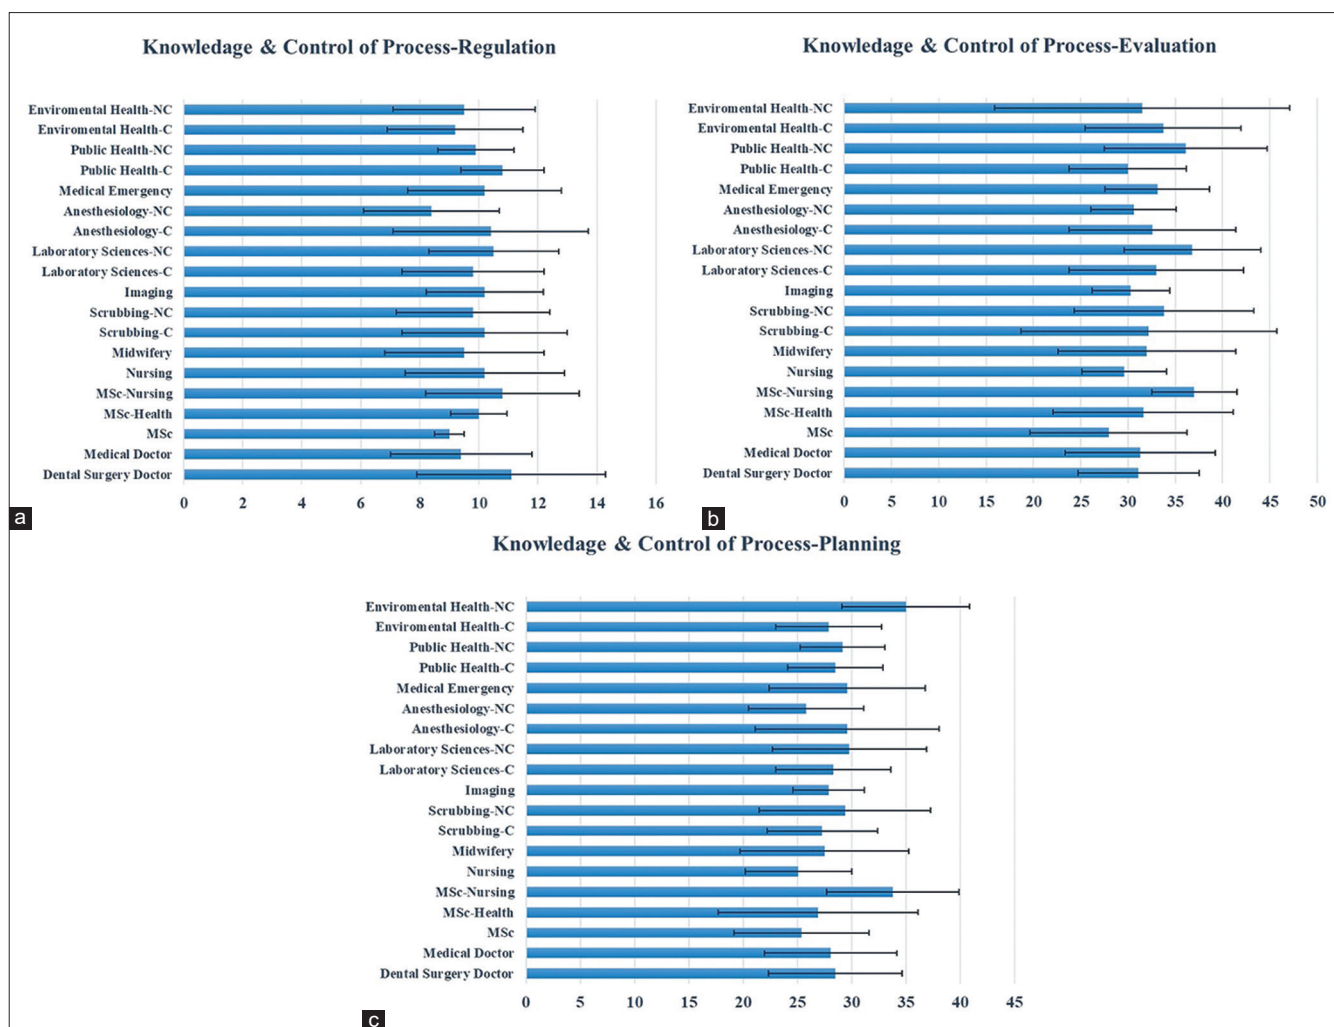 Knowledage & Control of Process-Regulation
Enviromental Health-NC
Enviromental Health-C
Public Health-NC
Public Health-C
Medical Emergency
Anesthesiology-NC
Anesthesiology-C
Laboratory Sciences-NC
Laboratory Sciences-C
Imaging
Scrubbing-NC
Scrubbing-C
Midwifery
Nursing
MSc-Nursing
MSc-Health
MSc
Medical Doctor
Dental Surgery Doctor
0 2 4 6 8 10 12 14 16
a
Knowledage & Control of Process-Evaluation
Enviromental Health-NC
Enviromental Health-C
Public Health-NC
Public Health-C
Medical Emergency
Anesthesiology-NC
Anesthesiology-C
Laboratory Sciences-NC
Laboratory Sciences-C
Imaging
Scrubbing-NC
Scrubbing-C
Midwifery
Nursing
MSc-Nursing
MSc-Health
MSc
Medical Doctor
Dental Surgery Doctor
0 5 10 15 20 25 30 35 40 45 50
b
Knowledage & Control of Process-Planning
Enviromental Health-NC
Enviromental Health-C
Public Health-NC
Public Health-C
Medical Emergency
Anesthesiology-NC
Anesthesiology-C
Laboratory Sciences-NC
Laboratory Sciences-C
Imaging
Scrubbing-NC
Scrubbing-C
Midwifery
Nursing
MSc-Nursing
MSc-Health
MSc
Medical Doctor
Dental Surgery Doctor
0 5 10 15 20 25 30 35 40 45
c